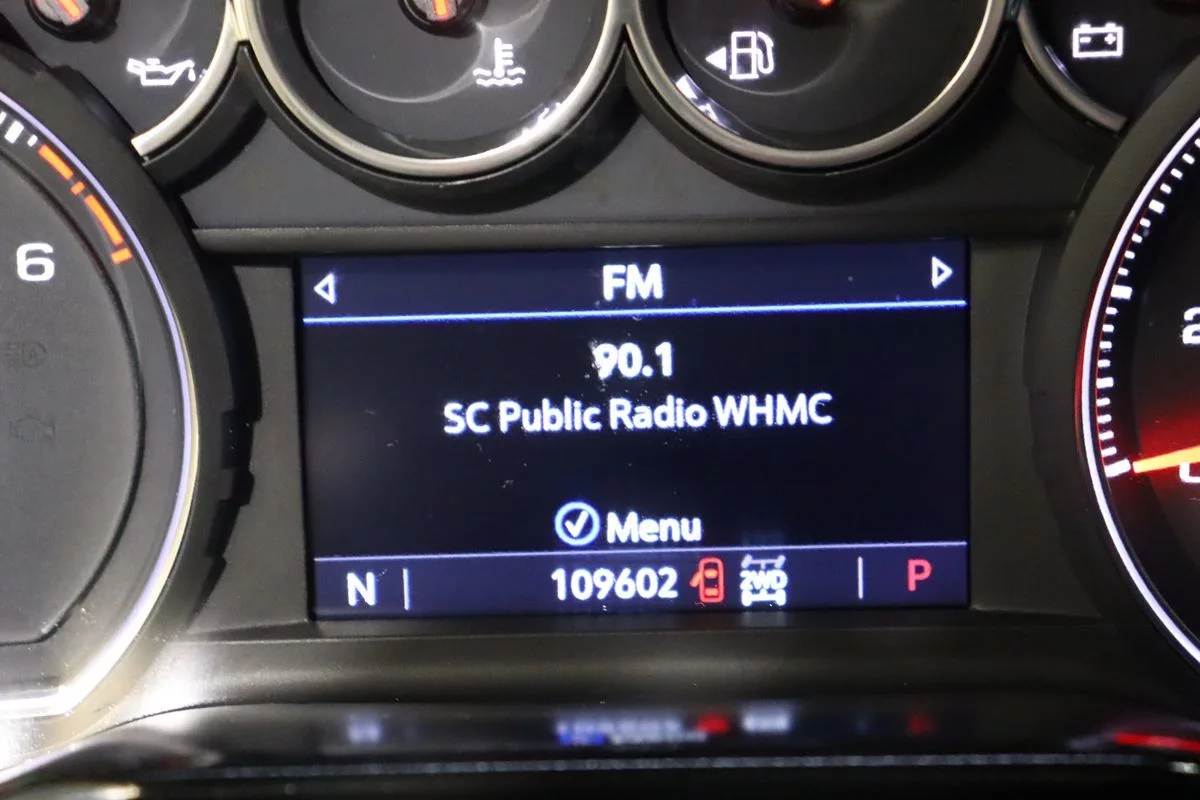 FM
6
90.1
SC Public Radio WHMC
Menu
N 109602 2WD P